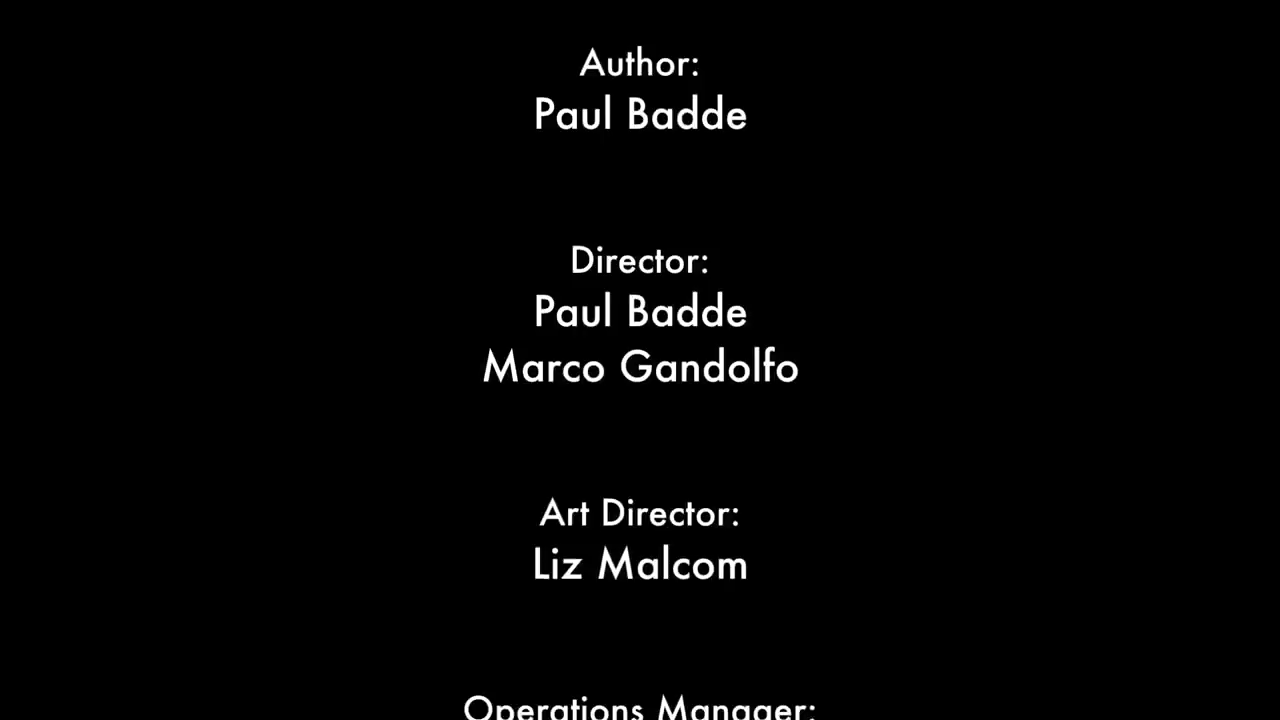 Author:
Paul Badde
Director:
Paul Badde
Marco Gandolfo
Art Director:
Liz Malcom
Operations Manager: